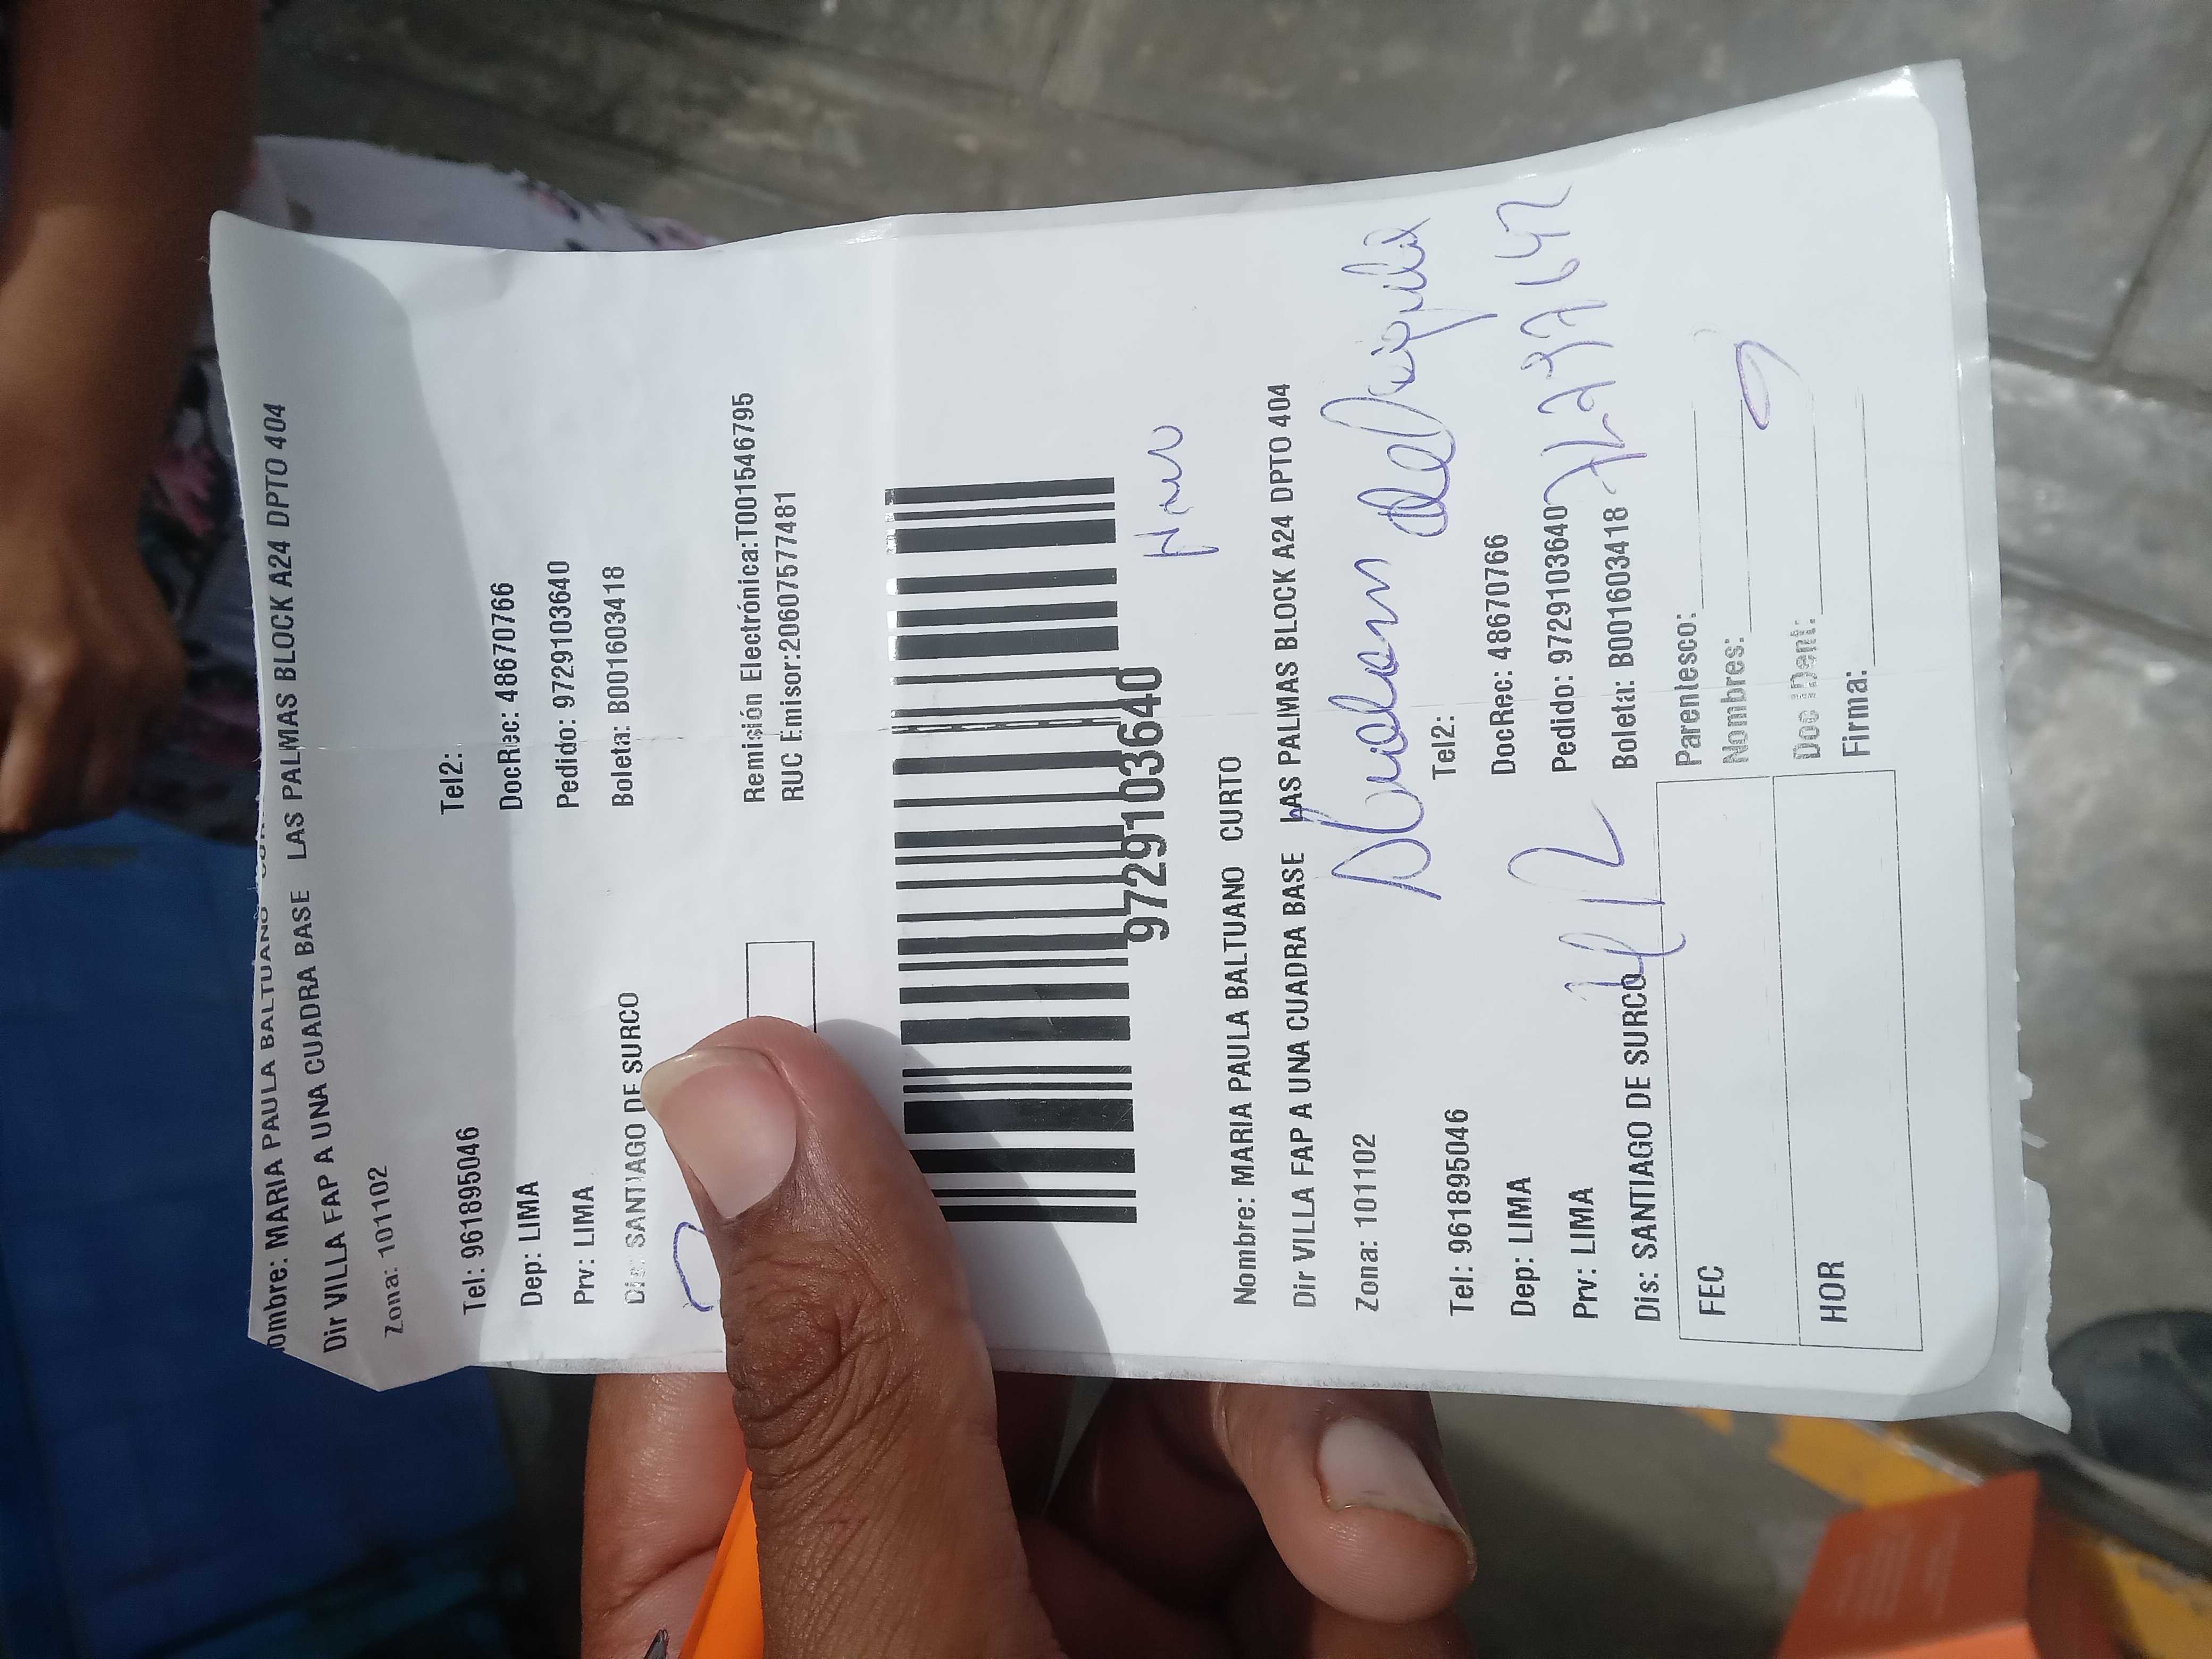 ombre: MARIA PAULA BALTUANO
Dir VILLA FAP A UNA CUADRA BASE LAS PALMAS BLOCK A24 DPTO 404
Zona: 101102
Tel: 961895046 Tel2:
Dep: LIMA DocRec: 48670766
Prv: LIMA Pedido: 97291103640
Dis: SANTIAGO DE SURCO Boleta: B001603418
Remisión Electrónica:T001546795
RUC Emisor:20607577481
97291103640
Nombre: MARIA PAULA BALTUANO CURTO
Dir VILLA FAP A UNA CUADRA BASE LAS PALMAS BLOCK A24 DPTO 404
Zona: 101102
Tel: 961895046 Tel2:
Dep: LIMA DocRec: 48670766
Prv: LIMA Pedido: 97291103640
Dis: SANTIAGO DE SURCO Boleta: B001603418
FEC Parentesco:
Nombres:
HOR Doc IDent:
Firma: